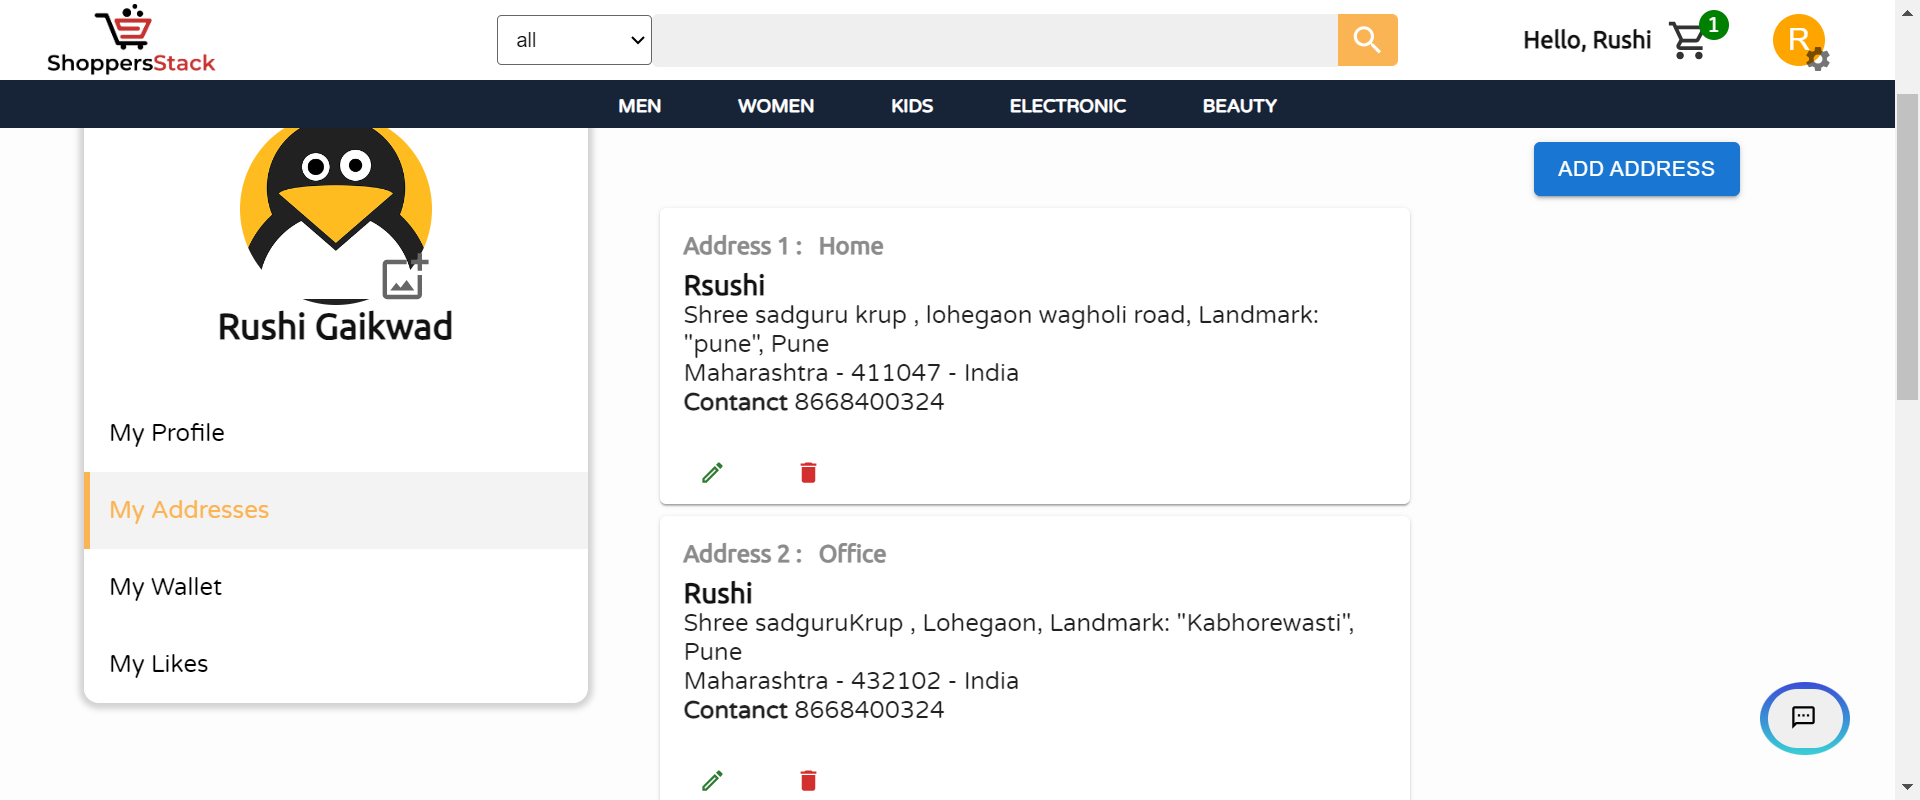 ShoppersStack
all
Hello, Rushi
1
R
MEN WOMEN KIDS ELECTRONIC BEAUTY
Rushi Gaikwad
My Profile
My Addresses
My Wallet
My Likes
ADD ADDRESS
Address 1 : Home
Rsushi
Shree sadguru krup , lohegaon wagholi road, Landmark:
"pune", Pune
Maharashtra - 411047 - India
Contanct 8668400324
Address 2 : Office
Rushi
Shree sadguruKrup , Lohegaon, Landmark: "Kabhorewasti",
Pune
Maharashtra - 432102 - India
Contanct 8668400324